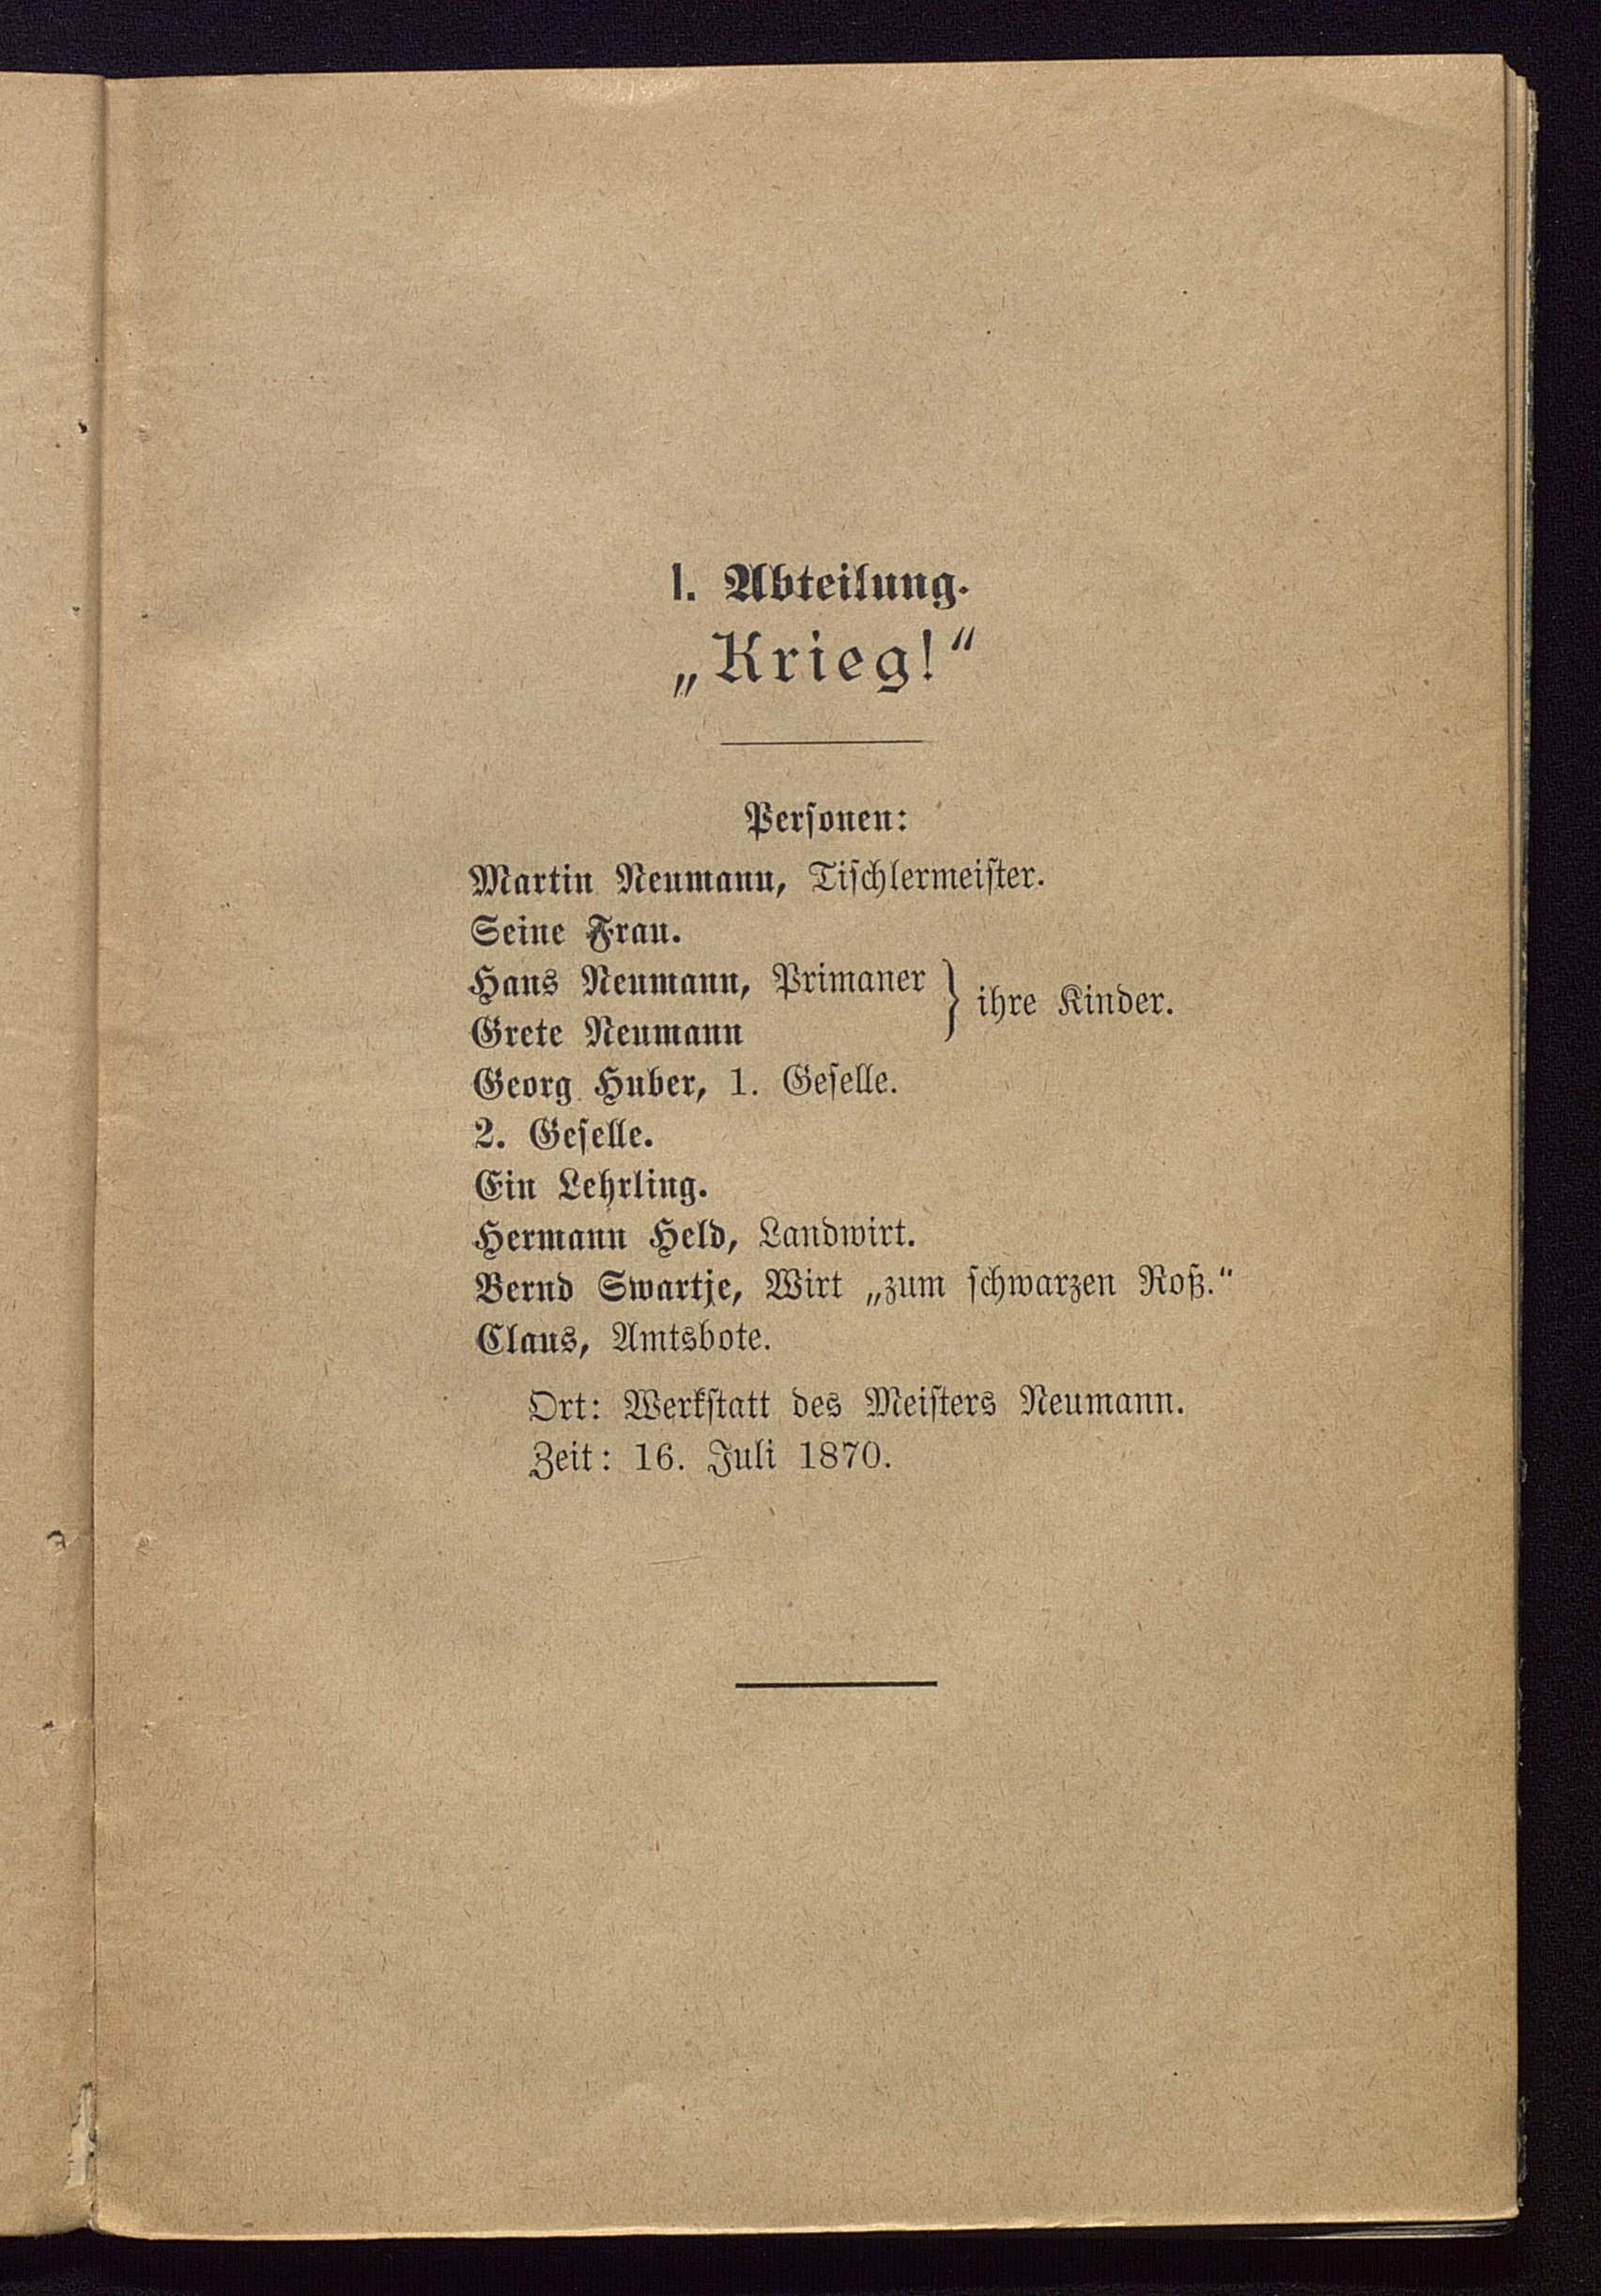 1. Abteilung.
„Krieg!“
Personen:
Martin Neumann, Tischlermeister.
Seine Frau.
Hans Neumann, Primaner } ihre Kinder.
Grete Neumann
Georg Huber, 1. Geselle.
2. Geselle.
Ein Lehrling.
Hermann Held, Landwirt.
Bernd Swartje, Wirt „zum schwarzen Roß.“
Claus, Amtsbote.
Ort: Werkstatt des Meisters Neumann.
Zeit: 16. Juli 1870.